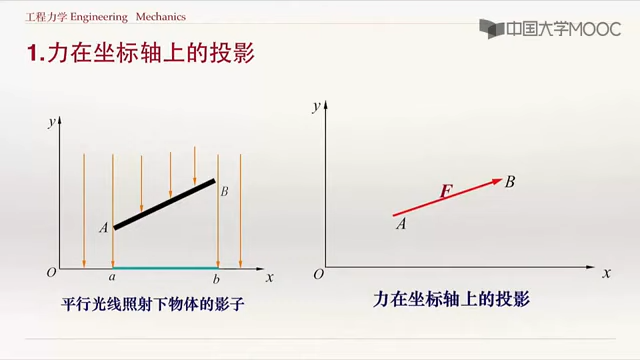 工程力学 Engineering Mechanics
中国大学MOOC
1.力在坐标轴上的投影
y
A
B
O
a
b
x
平行光线照射下物体的影子
y
F
B
A
O
x
力在坐标轴上的投影